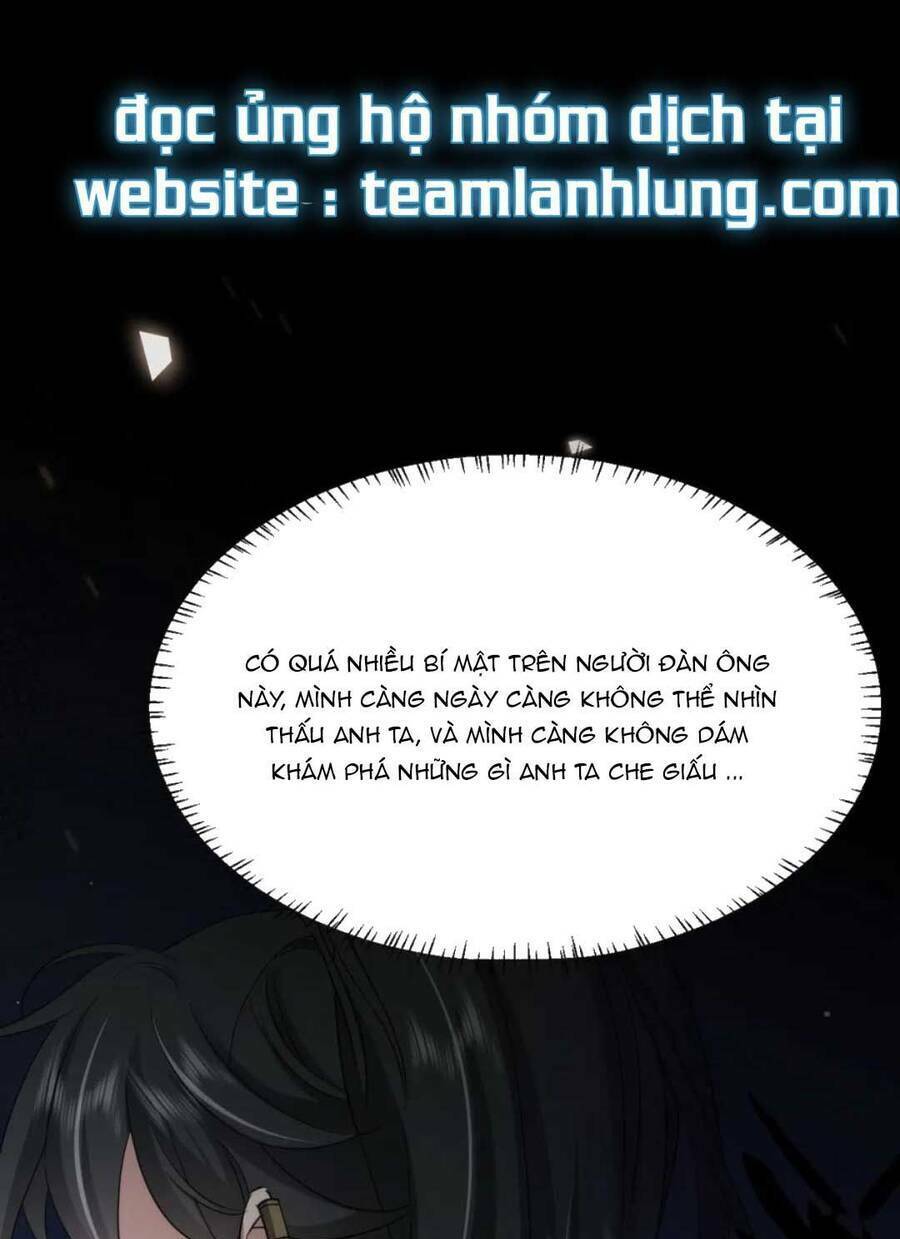 đọc ủng hộ nhóm dịch tại
website : teamlanhlung.com
CÓ QUÁ NHIỀU BÍ MẬT TRÊN NGƯỜI ĐÀN ÔNG
NÀY, MÌNH CÀNG NGÀY CÀNG KHÔNG THỂ NHÌN
THẤU ANH TA, VÀ MÌNH CÀNG KHÔNG DÁM
KHÁM PHÁ NHỮNG GÌ ANH TA CHE GIẤU ...